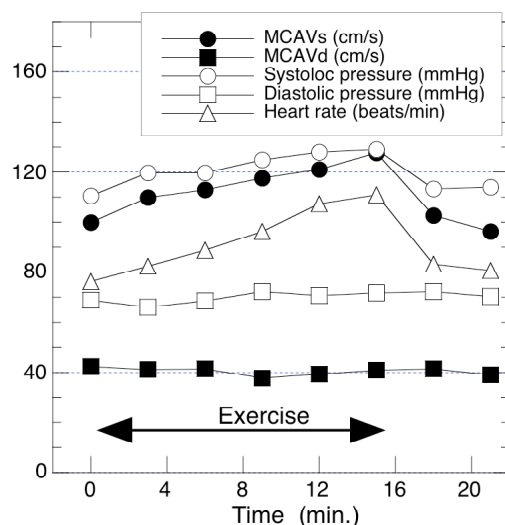 MCAVs (cm/s)
MCAVd (cm/s)
Systoloc pressure (mmHg)
Diastolic pressure (mmHg)
Heart rate (beats/min)
160
120
80
40
0
Exercise
0 4 8 12 16 20
Time (min.)